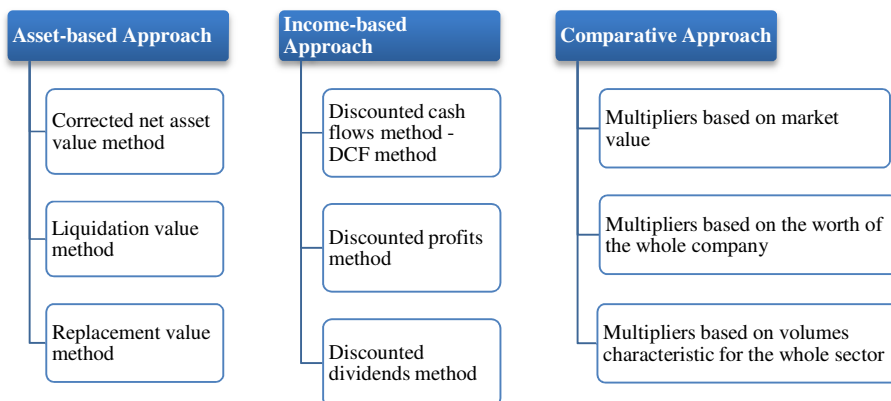 Asset-based Approach
Corrected net asset
value method
Liquidation value
method
Replacement value
method
Income-based
Approach
Discounted cash
flows method -
DCF method
Discounted profits
method
Discounted
dividends method
Comparative Approach
Multipliers based on market
value
Multipliers based on the worth of
the whole company
Multipliers based on volumes
characteristic for the whole sector